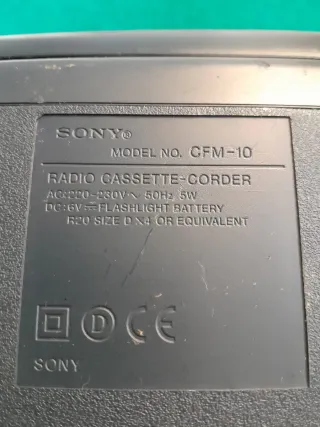 SONY®
MODEL NO. CFM-10
RADIO CASSETTE-CORDER
AC:220-230V~ 50Hz 5W
DC:6V⎓FLASHLIGHT BATTERY
R20 SIZE D X4 OR EQUIVALENT
D CE
SONY